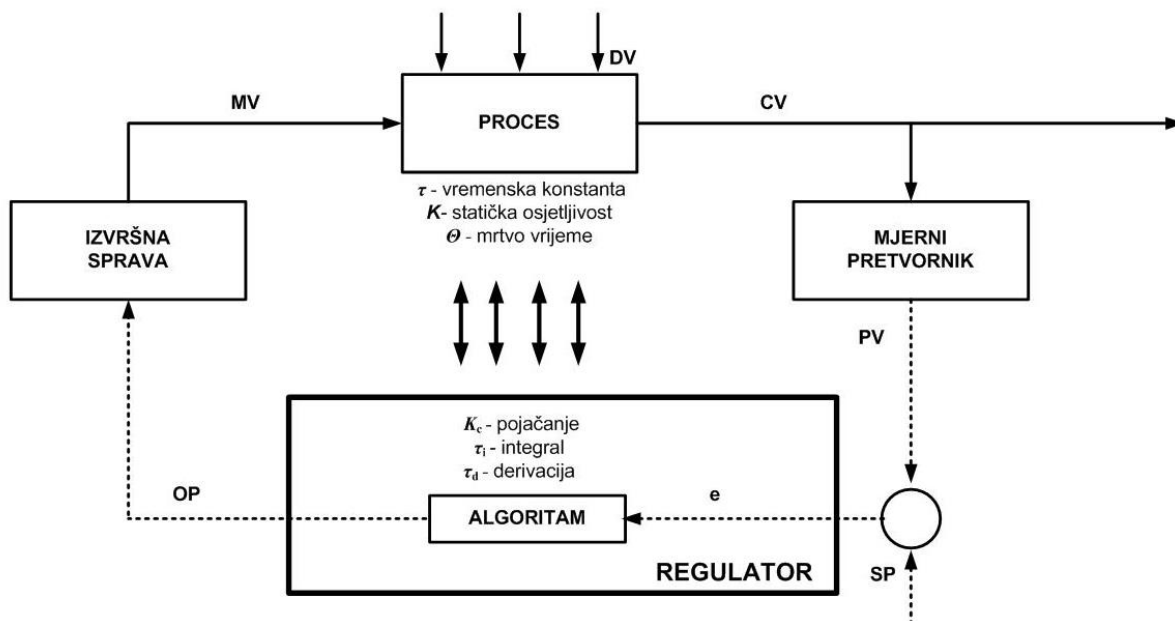 DV
MV
PROCES
CV
τ - vremenska konstanta
K- statička osjetljivost
Θ - mrtvo vrijeme
IZVRŠNA
SPRAVA
MJERNI
PRETVORNIK
PV
Kc - pojačanje
τi - integral
τd - derivacija
OP
ALGORITAM
e
REGULATOR
SP